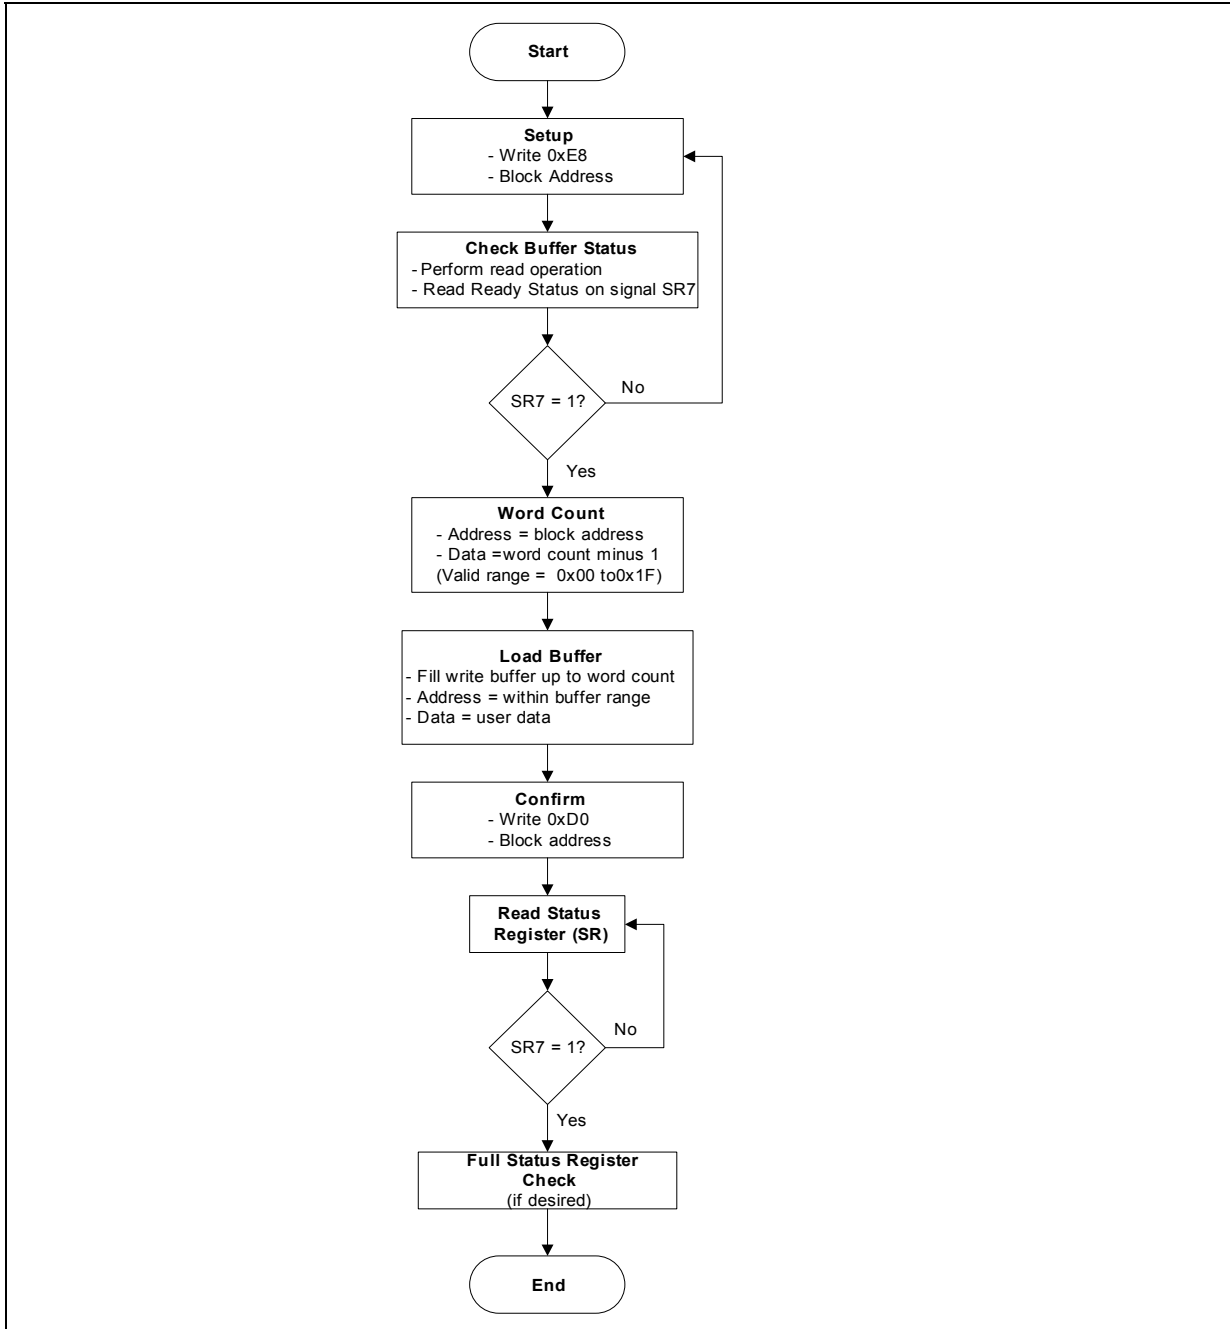 Start
Setup
- Write 0xE8
- Block Address
Check Buffer Status
- Perform read operation
- Read Ready Status on signal SR7
SR7 = 1?
No
Yes
Word Count
- Address = block address
- Data =word count minus 1
(Valid range = 0x00 to0x1F)
Load Buffer
- Fill write buffer up to word count
- Address = within buffer range
- Data = user data
Confirm
- Write 0xD0
- Block address
Read Status
Register (SR)
SR7 = 1?
No
Yes
Full Status Register
Check
(if desired)
End